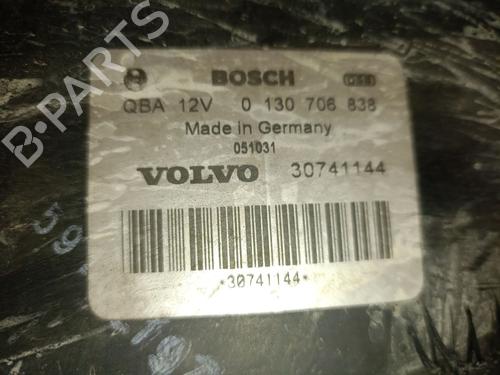 B-PARTS
BOSCH
QBA 12V 0 130 706 838
Made in Germany
051031
VOLVO 30741144
*30741144*